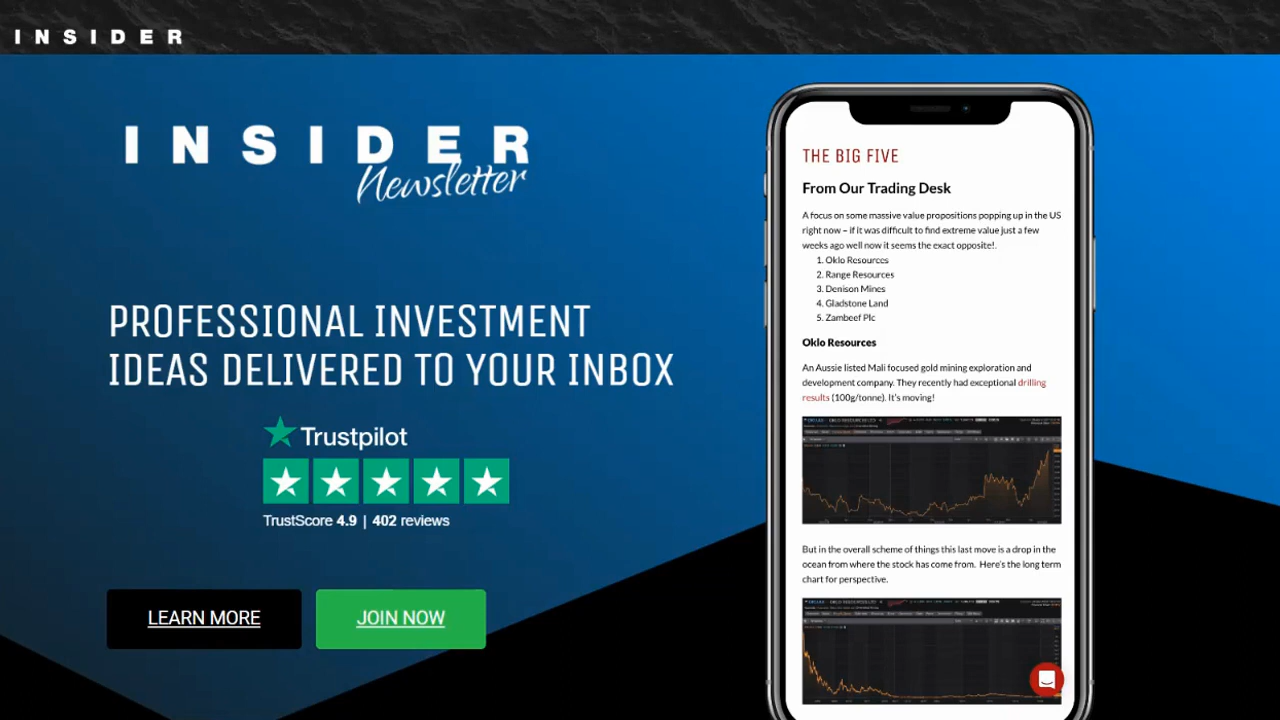 INSIDER
INSIDER
Newsletter
PROFESSIONAL INVESTMENT
IDEAS DELIVERED TO YOUR INBOX
Trustpilot
TrustScore 4.9 | 402 reviews
LEARN MORE
JOIN NOW
THE BIG FIVE
From Our Trading Desk
A focus on some massive value propositions popping up in the US
right now – if it was difficult to find extreme value just a few
weeks ago well now it seems the exact opposite!.
1. Oklo Resources
2. Range Resources
3. Denison Mines
4. Gladstone Land
5. Zambeef Plc
Oklo Resources
An Aussie listed Mali focused gold mining exploration and
development company. They recently had exceptional drilling
results (100g/tonne). It's moving!
But in the overall scheme of things this last move is a drop in the
ocean from where the stock has come from. Here's the long term
chart for perspective.